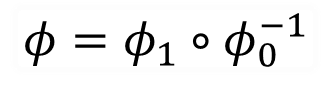 𝜙 = 𝜙₁ ∘ 𝜙₀⁻¹